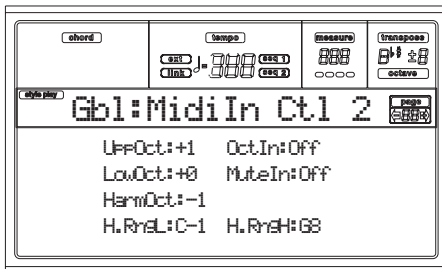 chord tempo measure transpose
ext seq 1
link seq 2
octave
style play
Gbl:MidiIn Ctl 2 page
UppOct:+1 OctIn:Off
LowOct:+0 MuteIn:Off
HarmOct:-1
H.RngL:C-1 H.RngH:G8